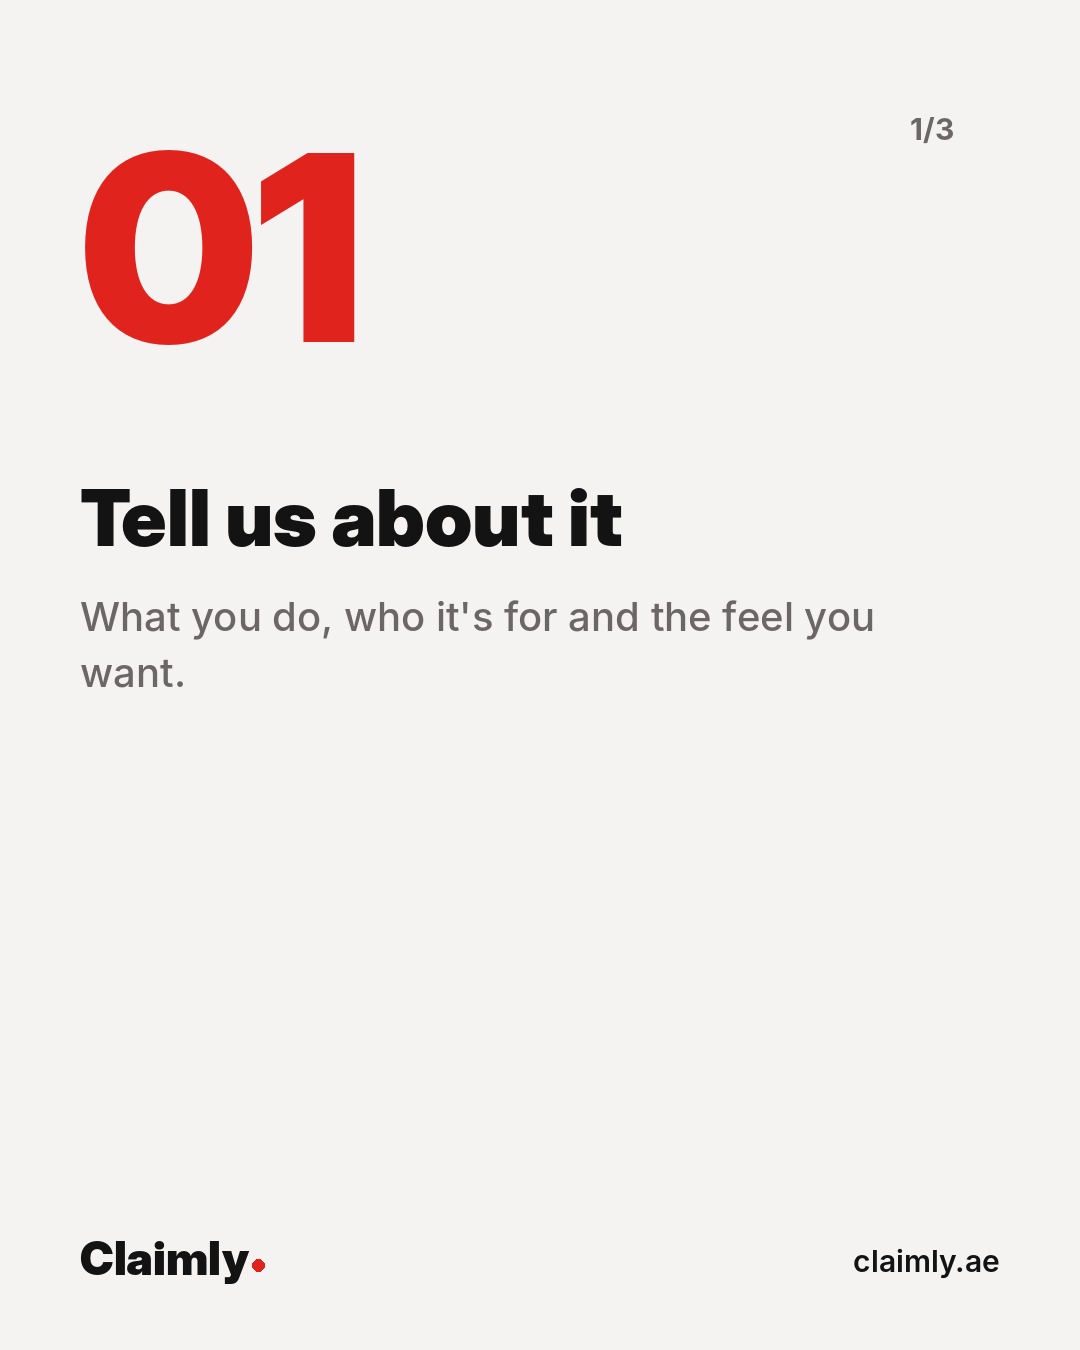 1/3
01
Tell us about it
What you do, who it's for and the feel you
want.
Claimly.
claimly.ae